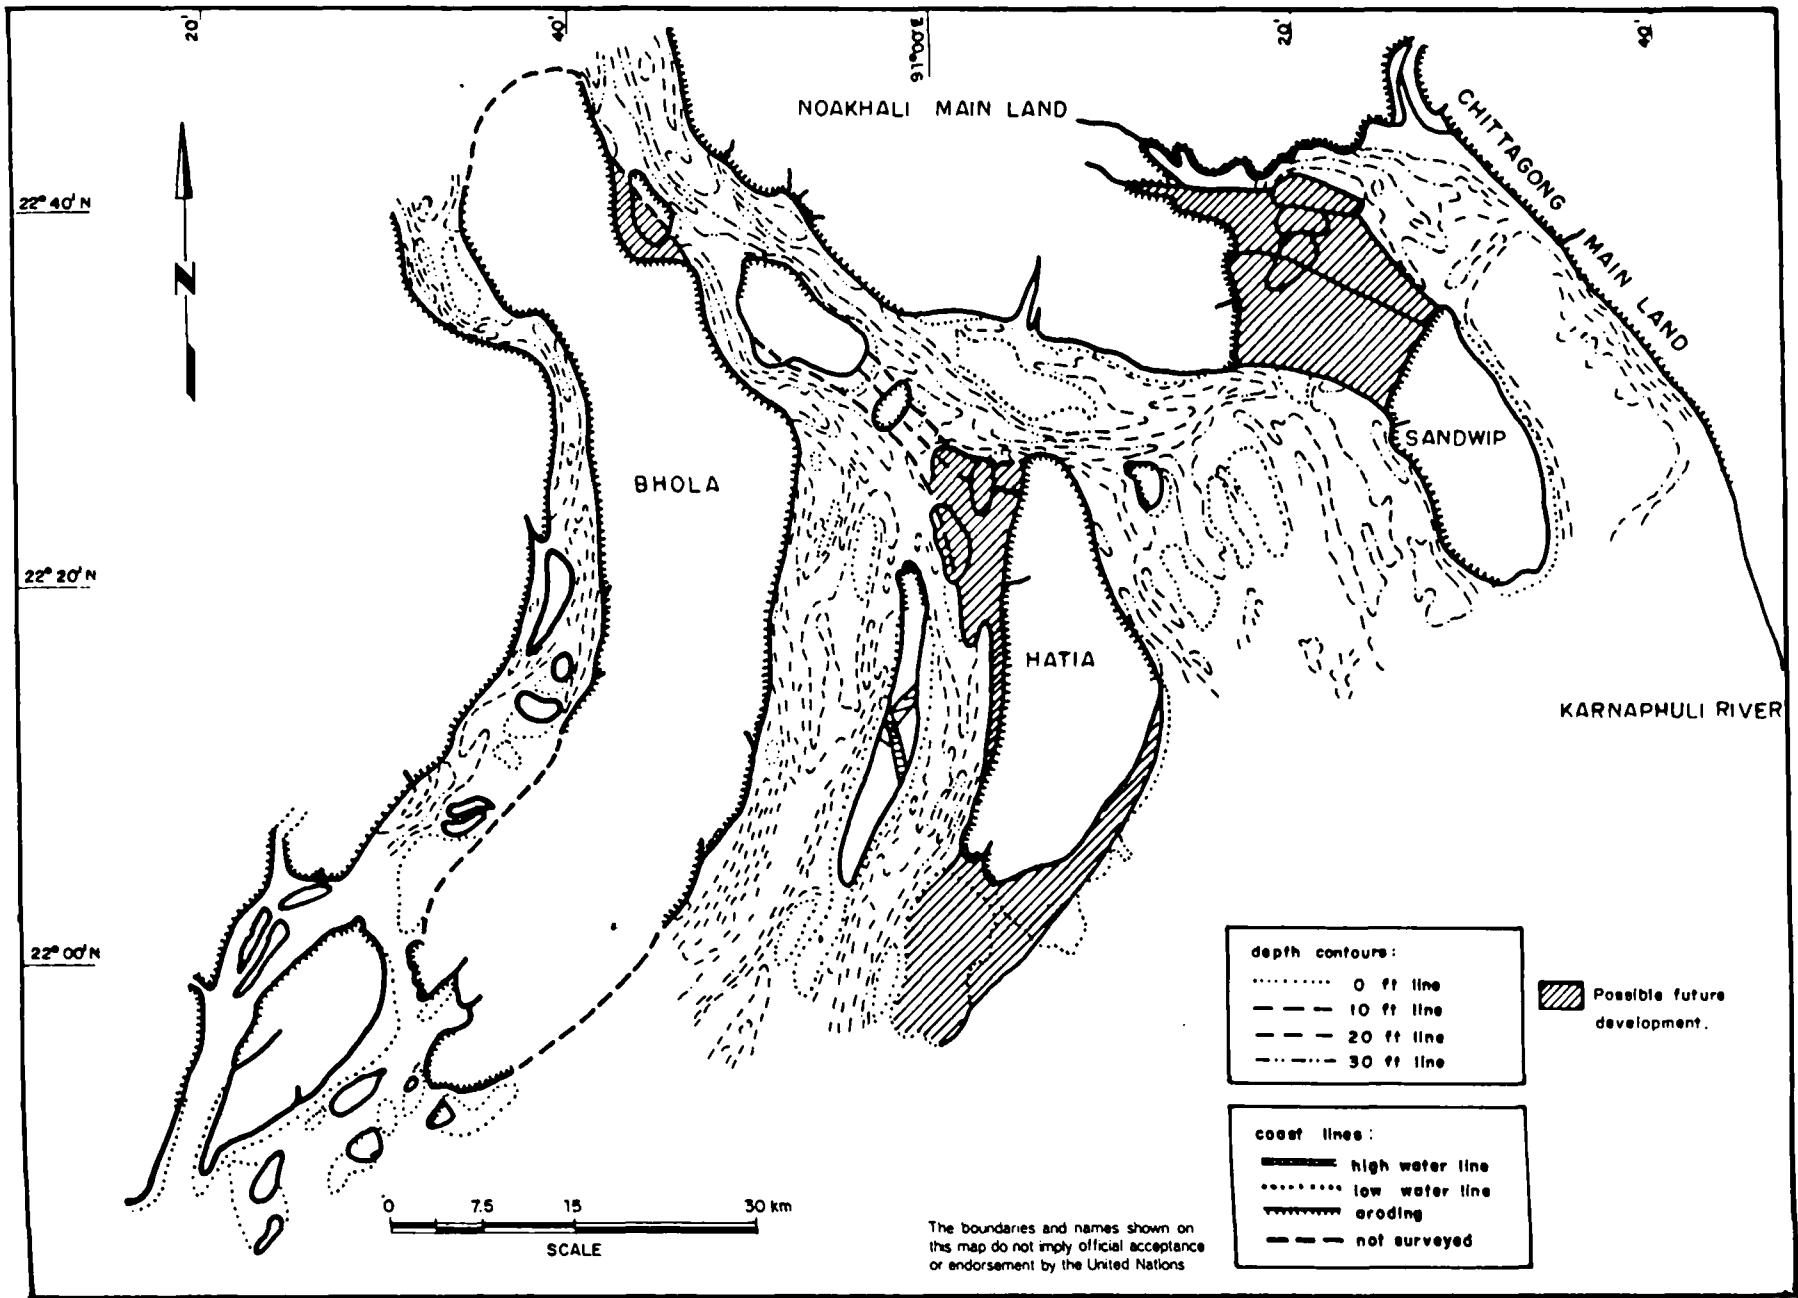 20'
40'
91°00'E
20'
40'
NOAKHALI MAIN LAND
CHITTAGONG MAIN LAND
22° 40' N
N
SANDWIP
BHOLA
22° 20' N
HATIA
KARNAPHULI RIVER
22° 00' N
depth contours:
0 ft line
10 ft line
20 ft line
30 ft line
Possible future
development.
coast lines:
high water line
low water line
eroding
not surveyed
0 7.5 15 30 km
SCALE
The boundaries and names shown on
this map do not imply official acceptance
or endorsement by the United Nations